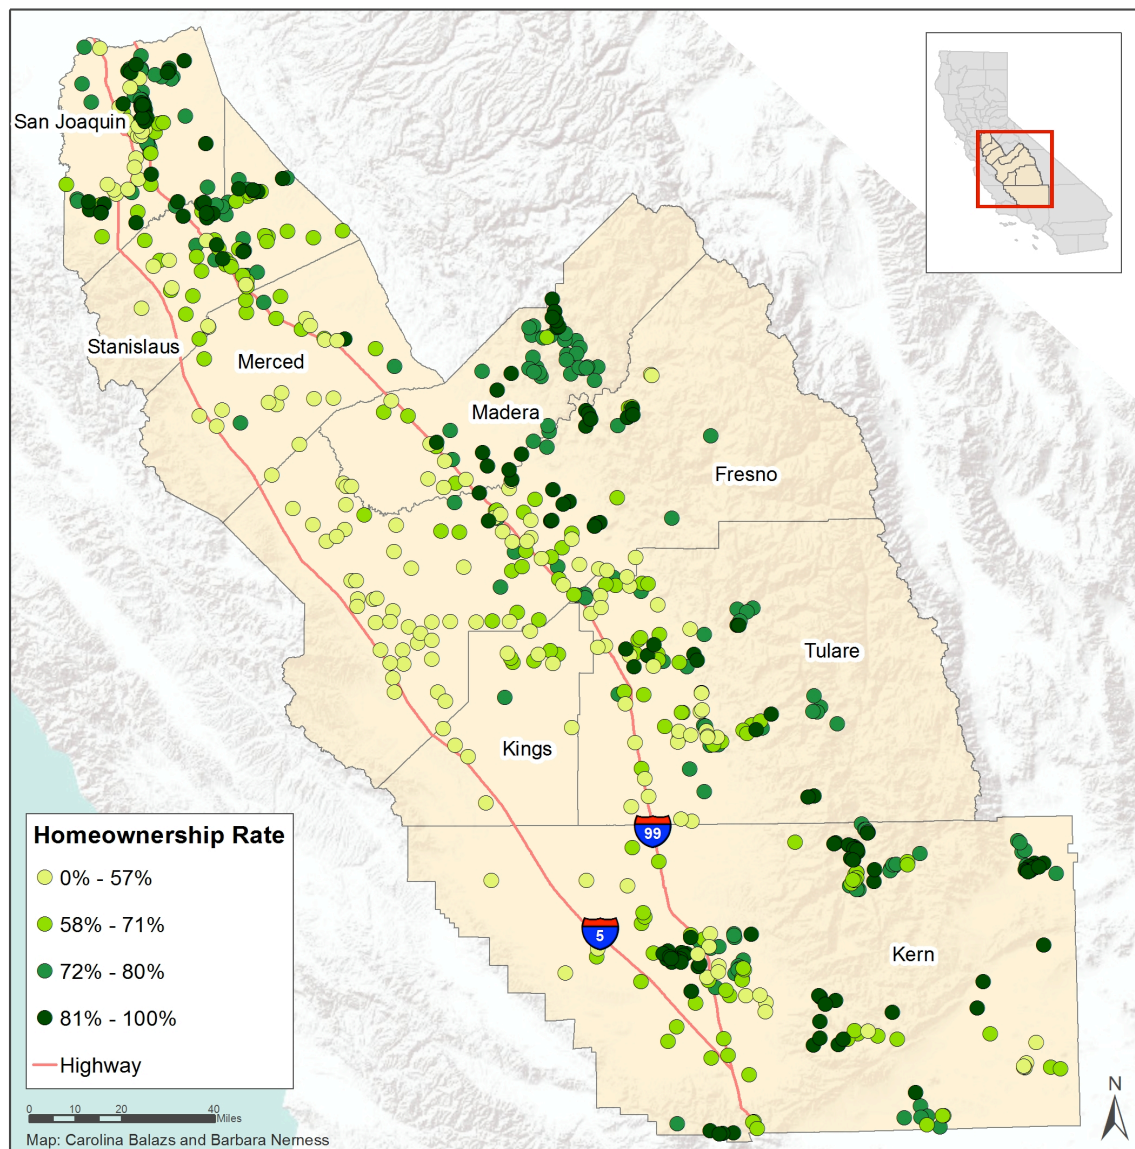 San Joaquin
Stanislaus
Merced
Madera
Fresno
Tulare
Kings
99
5
Kern
Homeownership Rate
0% - 57%
58% - 71%
72% - 80%
81% - 100%
Highway
0 10 20 40
Miles
Map: Carolina Balazs and Barbara Nerness
N